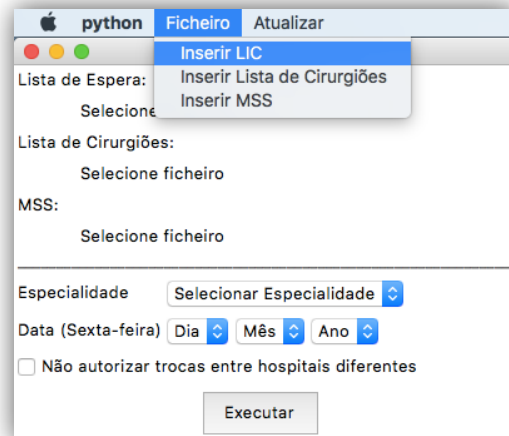 python Ficheiro Atualizar
Inserir LIC
Inserir Lista de Cirurgiões
Inserir MSS
Lista de Espera:
Selecione
Lista de Cirurgiões:
Selecione ficheiro
MSS:
Selecione ficheiro
Especialidade Selecionar Especialidade
Data (Sexta-feira) Dia Mês Ano
Não autorizar trocas entre hospitais diferentes
Executar